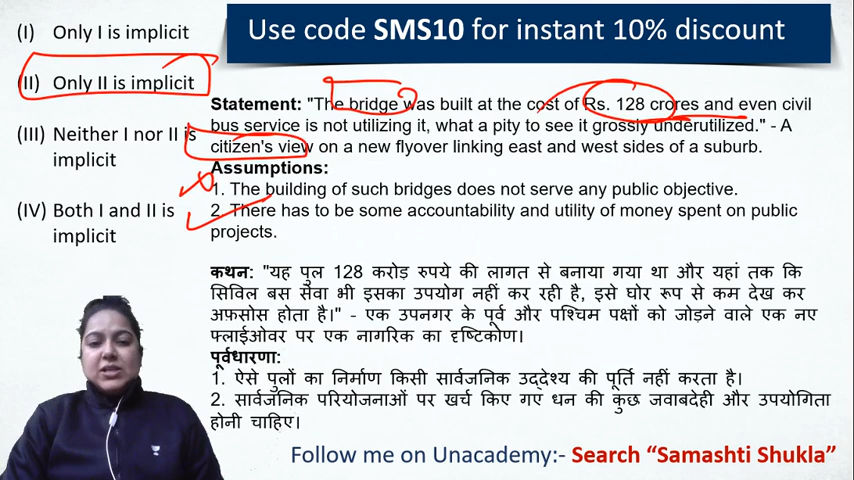 Use code SMS10 for instant 10% discount
(I) Only I is implicit
(II) Only II is implicit
(III) Neither I nor II is
implicit
(IV) Both I and II is
implicit
Statement: "The bridge was built at the cost of Rs. 128 crores and even civil
bus service is not utilizing it, what a pity to see it grossly underutilized." - A
citizen's view on a new flyover linking east and west sides of a suburb.
Assumptions:
1. The building of such bridges does not serve any public objective.
2. There has to be some accountability and utility of money spent on public
projects.
कथन: "यह पुल 128 करोड़ रुपये की लागत से बनाया गया था और यहां तक कि
सिविल बस सेवा भी इसका उपयोग नहीं कर रही है, इसे घोर रूप से कम देख कर
अफ़सोस होता है।" - एक उपनगर के पूर्व और पश्चिम पक्षों को जोड़ने वाले एक नए
फ्लाईओवर पर एक नागरिक का दृष्टिकोण।
पूर्वधारणा:
1. ऐसे पुलों का निर्माण किसी सार्वजनिक उद्देश्य की पूर्ति नहीं करता है।
2. सार्वजनिक परियोजनाओं पर खर्च किए गए धन की कुछ जवाबदेही और उपयोगिता
होनी चाहिए।
Follow me on Unacademy:- Search “Samashti Shukla”